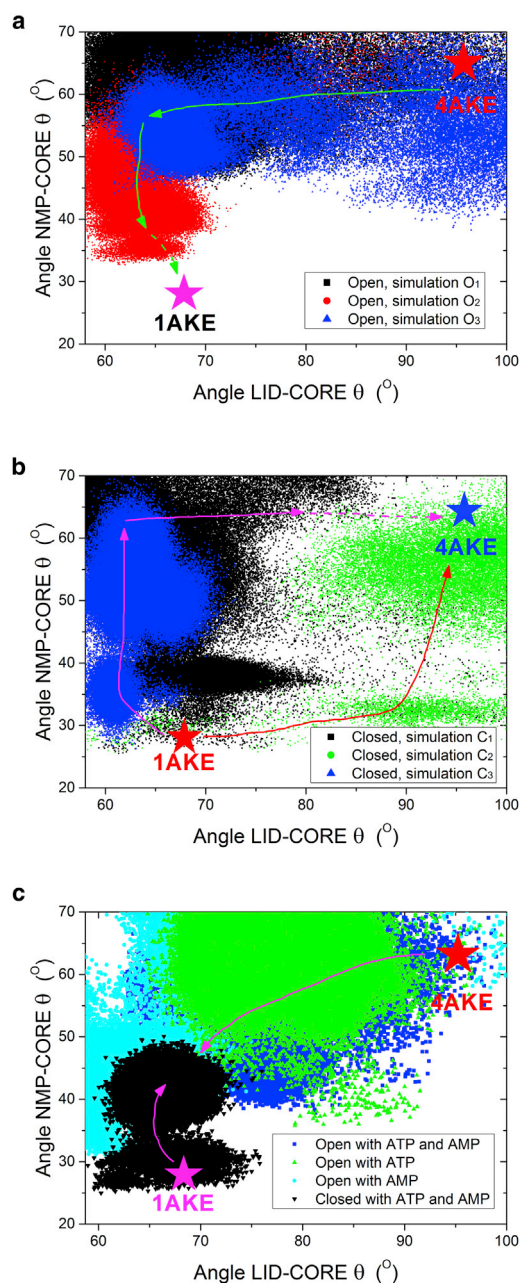 a
Angle NMP-CORE θ (°)
70
60
50
40
30
20
4AKE
1AKE
Open, simulation O1
Open, simulation O2
Open, simulation O3
60 70 80 90 100
Angle LID-CORE θ (O)
b
Angle NMP-CORE θ (°)
70
60
50
40
30
20
4AKE
1AKE
Closed, simulation C1
Closed, simulation C2
Closed, simulation C3
60 70 80 90 100
Angle LID-CORE θ (O)
c
Angle NMP-CORE θ (°)
70
60
50
40
30
20
4AKE
1AKE
Open with ATP and AMP
Open with ATP
Open with AMP
Closed with ATP and AMP
60 70 80 90 100
Angle LID-CORE θ (O)